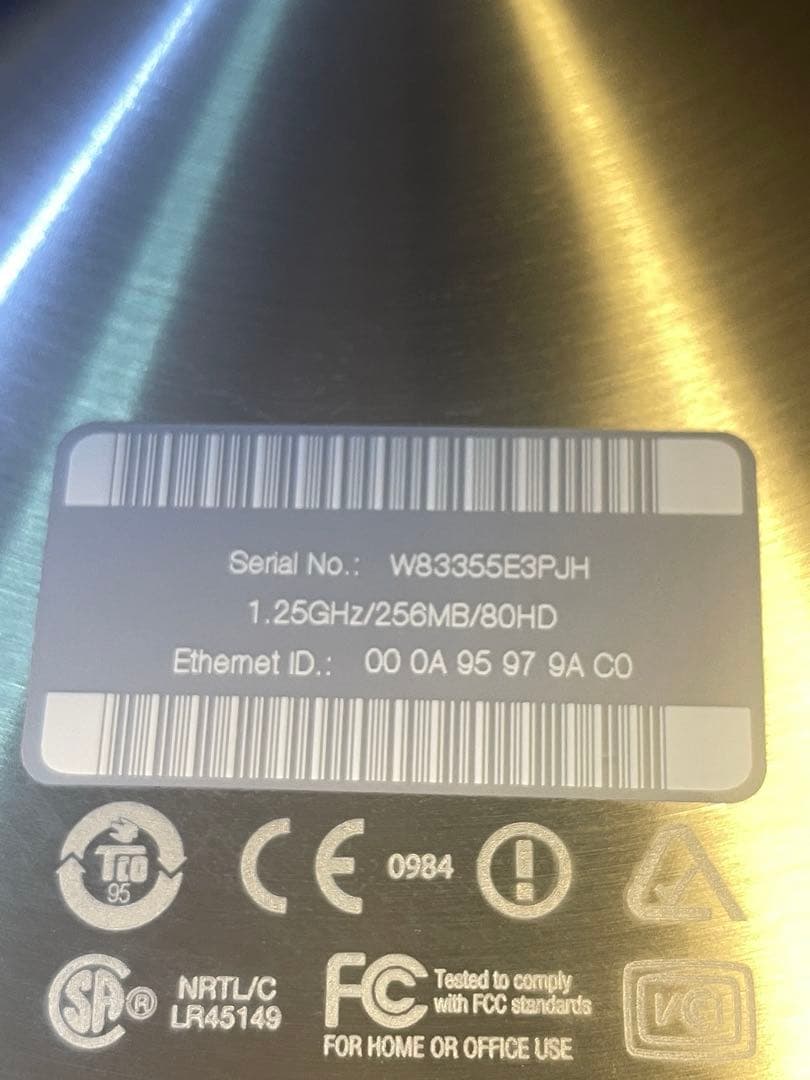 Serial No.: W83355E3PJH
1.25GHz/256MB/80HD
Ethernet ID.: 00 0A 95 97 9A C0
TCO
95
CE 0984
SA ® NRTL/C
LR45149
FC Tested to comply
with FCC standards
FOR HOME OR OFFICE USE
VCI